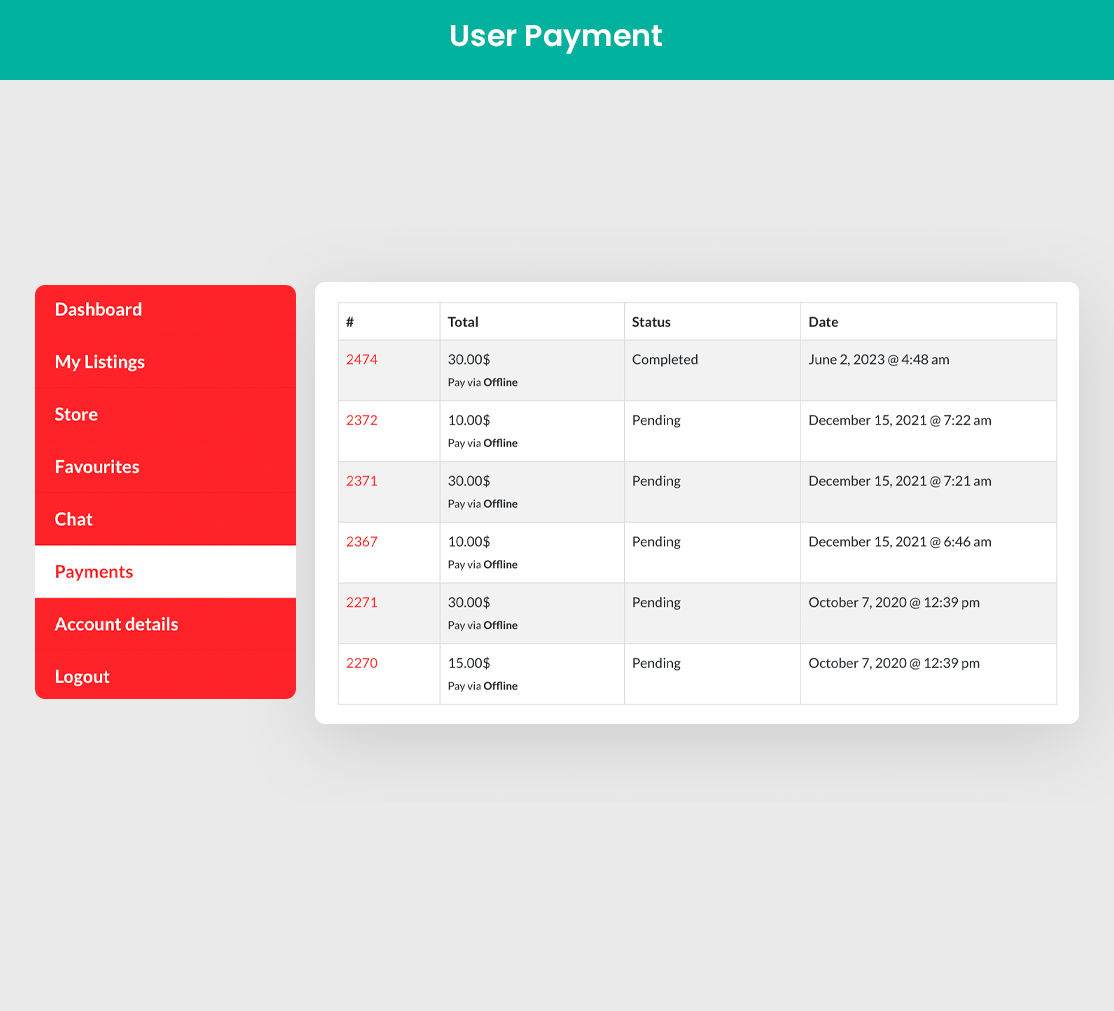 User Payment
Dashboard
My Listings
Store
Favourites
Chat
Payments
Account details
Logout
# Total Status Date
2474 30.00$ Completed June 2, 2023 @ 4:48 am
Pay via Offline
2372 10.00$ Pending December 15, 2021 @ 7:22 am
Pay via Offline
2371 30.00$ Pending December 15, 2021 @ 7:21 am
Pay via Offline
2367 10.00$ Pending December 15, 2021 @ 6:46 am
Pay via Offline
2271 30.00$ Pending October 7, 2020 @ 12:39 pm
Pay via Offline
2270 15.00$ Pending October 7, 2020 @ 12:39 pm
Pay via Offline